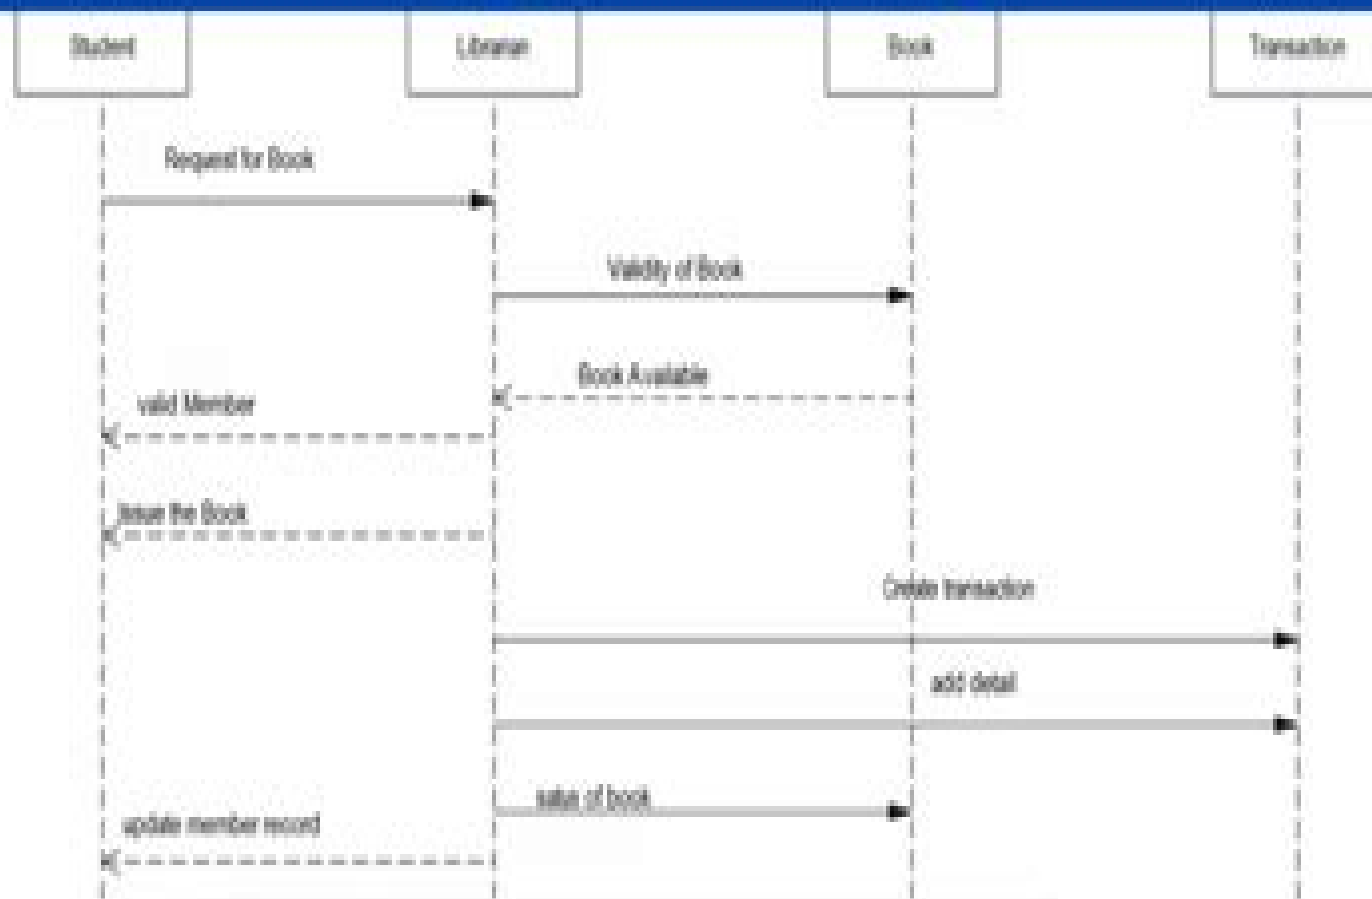 Student
Librarian
Book
Transaction
Request for Book
Validity of Book
Book Available
valid Member
Issue the Book
Create transaction
add detail
of book
update member record